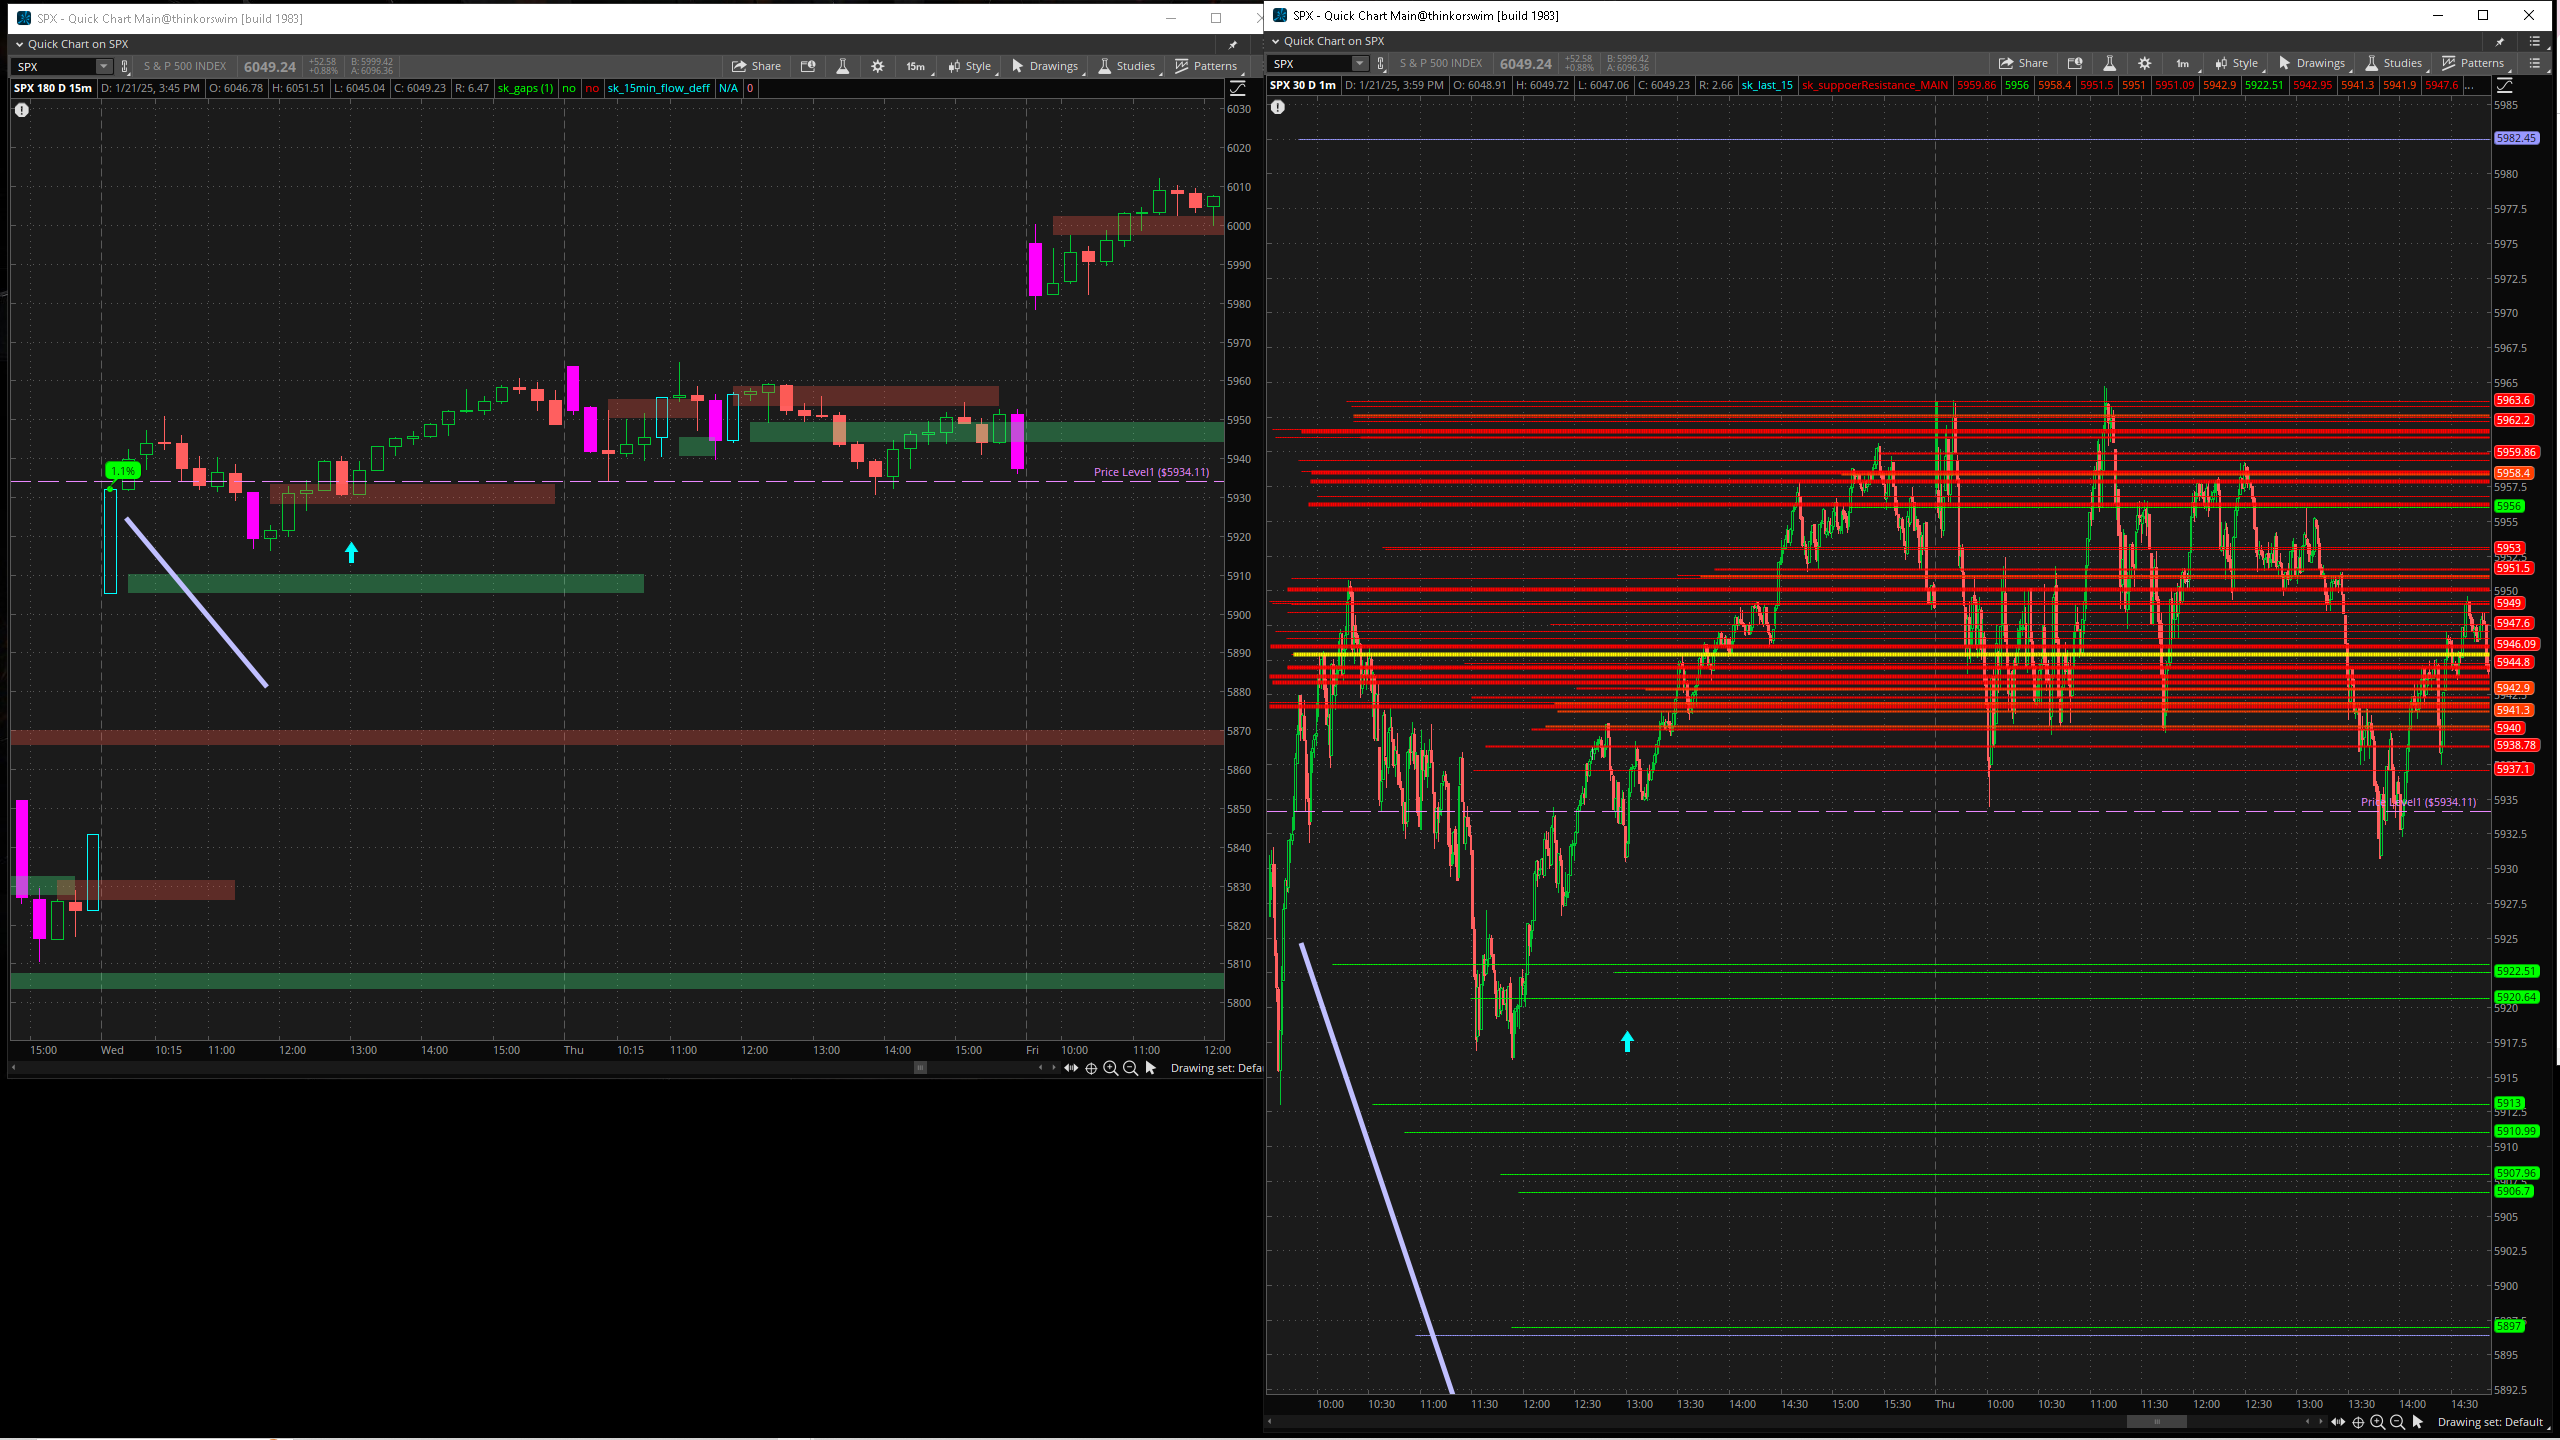 SPX - Quick Chart Main@thinkorswim [build 1983]
Quick Chart on SPX
SPX
S & P 500 INDEX
6049.24
+52.58
+0.88%
B: 5999.42
A: 6096.36
Share
15m
Style
Drawings
Studies
Patterns
SPX 180 D 15m
D: 1/21/25, 3:45 PM
O: 6046.78
H: 6051.51
L: 6045.04
C: 6049.23
R: 6.47
sk_gaps (1)
no
no
sk_15min_flow_deff
N/A
0
6030
6020
6010
6000
5990
5980
5970
5960
5950
5940
5930
5920
5910
5900
5890
5880
5870
5860
5850
5840
5830
5820
5810
5800
1.1%
Price Level1 ($5934.11)
15:00
Wed
10:15
11:00
12:00
13:00
14:00
15:00
Thu
10:15
11:00
12:00
13:00
14:00
15:00
Fri
10:00
11:00
12:00
Drawing set: Defa
SPX - Quick Chart Main@thinkorswim [build 1983]
Quick Chart on SPX
SPX
S & P 500 INDEX
6049.24
+52.58
+0.88%
B: 5999.42
A: 6096.36
Share
1m
Style
Drawings
Studies
Patterns
SPX 30 D 1m
D: 1/21/25, 3:59 PM
O: 6048.91
H: 6049.72
L: 6047.06
C: 6049.23
R: 2.66
sk_last_15
sk_suppoerResistance_MAIN
5959.86
5956
5958.4
5951.5
5951
5951.09
5942.9
5922.51
5942.95
5941.3
5941.9
5947.6
...
5985
5982.45
5980
5977.5
5975
5972.5
5970
5967.5
5965
5963.6
5962.2
5959.86
5958.4
5957.5
5956
5955
5953
5951.5
5950
5949
5947.6
5946.09
5944.8
5942.9
5941.3
5940
5938.78
5937.1
5935
5932.5
5930
5927.5
5925
5922.51
5920.64
5920
5917.5
5915
5913
5912.5
5910.99
5910
5907.96
5906.7
5905
5902.5
5900
5897
5895
5892.5
Price Level1 ($5934.11)
10:00
10:30
11:00
11:30
12:00
12:30
13:00
13:30
14:00
14:30
15:00
15:30
Thu
10:00
10:30
11:00
11:30
12:00
12:30
13:00
13:30
14:00
14:30
Drawing set: Default